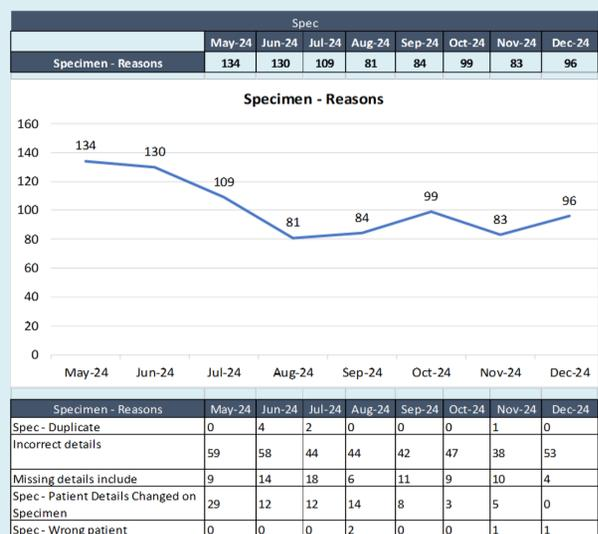 Spec
May-24 Jun-24 Jul-24 Aug-24 Sep-24 Oct-24 Nov-24 Dec-24
Specimen - Reasons 134 130 109 81 84 99 83 96
Specimen - Reasons
160
140
120
100
80
60
40
20
0
134 130 109 81 84 99 83 96
May-24 Jun-24 Jul-24 Aug-24 Sep-24 Oct-24 Nov-24 Dec-24
Specimen - Reasons May-24 Jun-24 Jul-24 Aug-24 Sep-24 Oct-24 Nov-24 Dec-24
Spec - Duplicate 0 4 2 0 0 0 1 0
Incorrect details 59 58 44 44 42 47 38 53
Missing details include 9 14 18 6 11 9 10 4
Spec - Patient Details Changed on
Specimen 29 12 12 14 8 3 5 0
Spec - Wrong patient 0 0 0 2 0 0 1 1